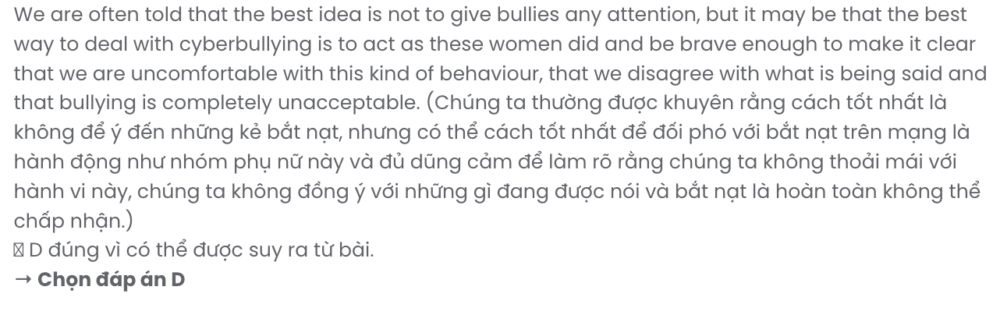 We are often told that the best idea is not to give bullies any attention, but it may be that the best
way to deal with cyberbullying is to act as these women did and be brave enough to make it clear
that we are uncomfortable with this kind of behaviour, that we disagree with what is being said and
that bullying is completely unacceptable. (Chúng ta thường được khuyên rằng cách tốt nhất là
không để ý đến những kẻ bắt nạt, nhưng có thể cách tốt nhất để đối phó với bắt nạt trên mạng là
hành động như nhóm phụ nữ này và đủ dũng cảm để làm rõ rằng chúng ta không thoải mái với
hành vi này, chúng ta không đồng ý với những gì đang được nói và bắt nạt là hoàn toàn không thể
chấp nhận.)
D đúng vì có thể được suy ra từ bài.
→ Chọn đáp án D